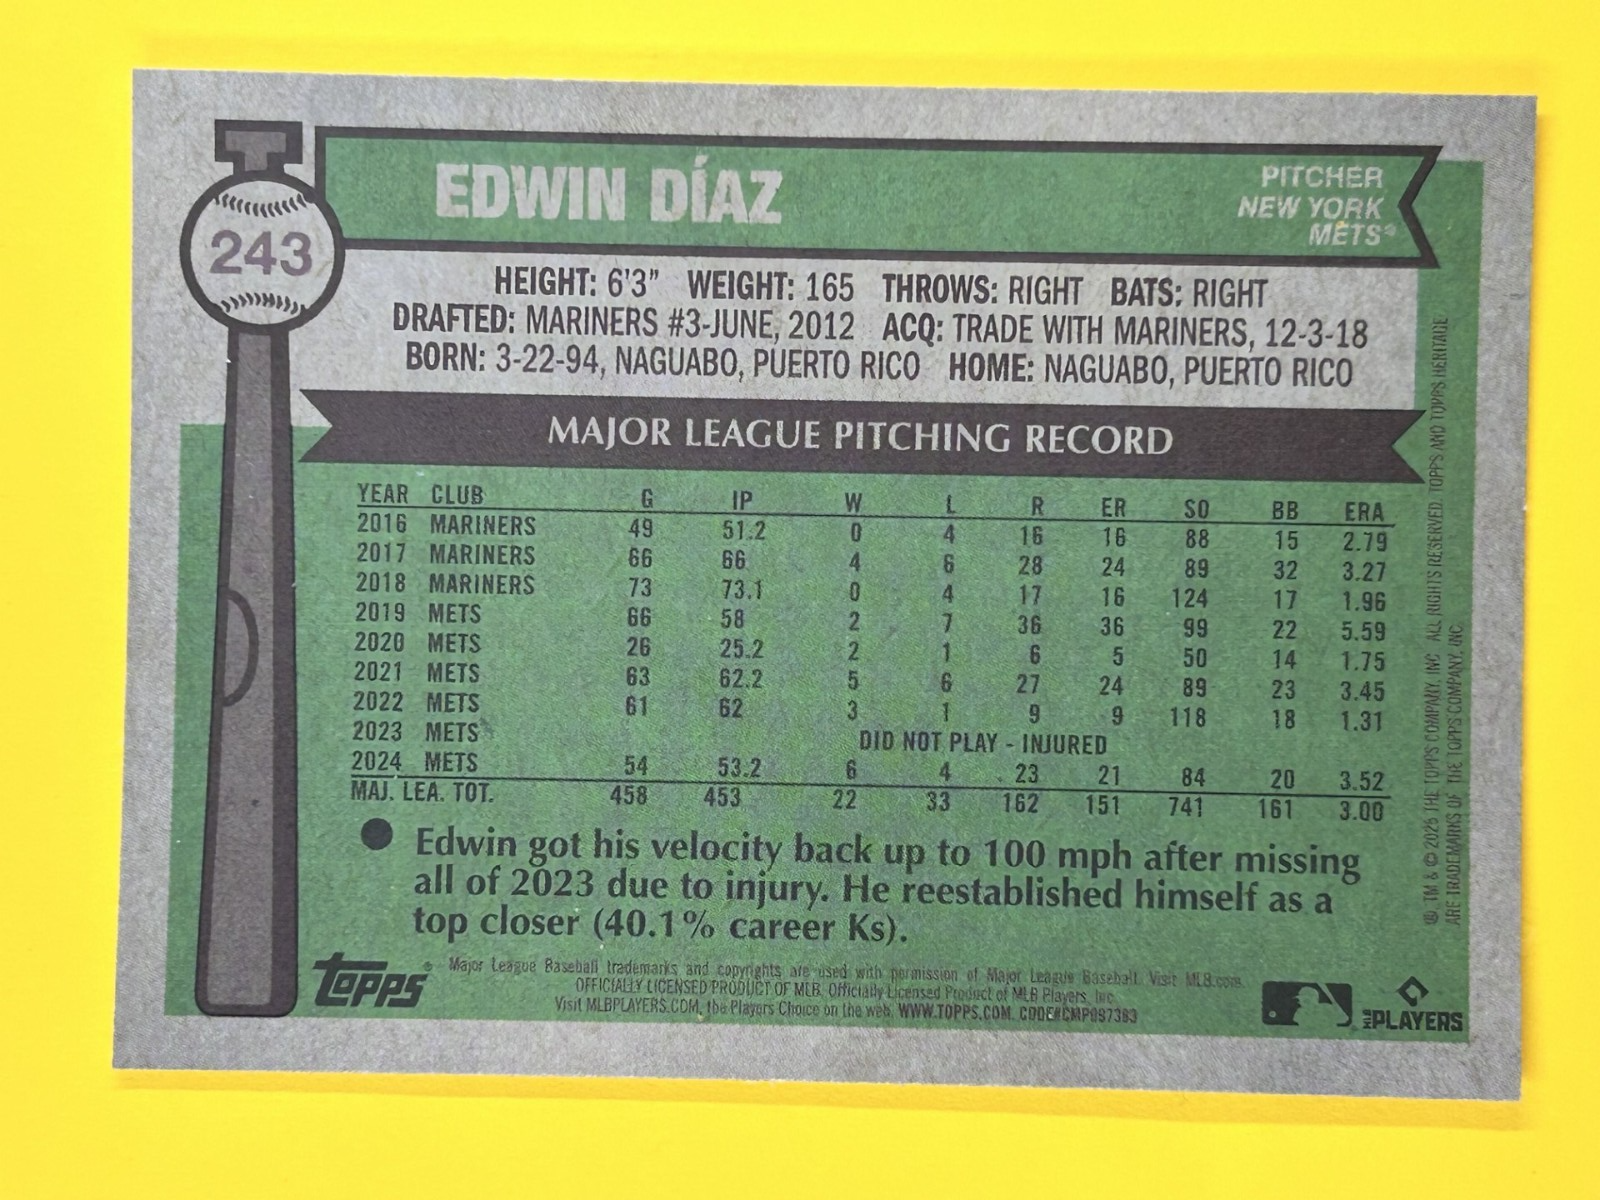 243
EDWIN DÍAZ
PITCHER
NEW YORK
METS®
HEIGHT: 6'3" WEIGHT: 165 THROWS: RIGHT BATS: RIGHT
DRAFTED: MARINERS #3-JUNE, 2012 ACQ: TRADE WITH MARINERS, 12-3-18
BORN: 3-22-94, NAGUABO, PUERTO RICO HOME: NAGUABO, PUERTO RICO
MAJOR LEAGUE PITCHING RECORD
YEAR CLUB G IP W L R ER SO BB ERA
2016 MARINERS 49 51.2 0 4 16 16 88 15 2.79
2017 MARINERS 66 66 4 6 28 24 89 32 3.27
2018 MARINERS 73 73.1 0 4 17 16 124 17 1.96
2019 METS 66 58 2 7 36 36 99 22 5.59
2020 METS 26 25.2 2 1 6 5 50 14 1.75
2021 METS 63 62.2 5 6 27 24 89 23 3.45
2022 METS 61 62 3 1 9 9 118 18 1.31
2023 METS DID NOT PLAY - INJURED
2024 METS 54 53.2 6 4 23 21 84 20 3.52
MAJ. LEA. TOT. 458 453 22 33 162 151 741 161 3.00
● Edwin got his velocity back up to 100 mph after missing
all of 2023 due to injury. He reestablished himself as a
top closer (40.1% career Ks).
TOPPS®
Major League Baseball trademarks and copyrights are used with permission of Major League Baseball. Visit MLB.com.
OFFICIALLY LICENSED PRODUCT OF MLB. Officially Licensed Product of MLB Players, Inc.
Visit MLBPLAYERS.COM, the Players Choice on the web. WWW.TOPPS.COM. CODE#CMP097383
MLB PLAYERS
® TM & © 2025 THE TOPPS COMPANY, INC. ALL RIGHTS RESERVED. TOPPS AND TOPPS HERITAGE
ARE TRADEMARKS OF THE TOPPS COMPANY, INC.